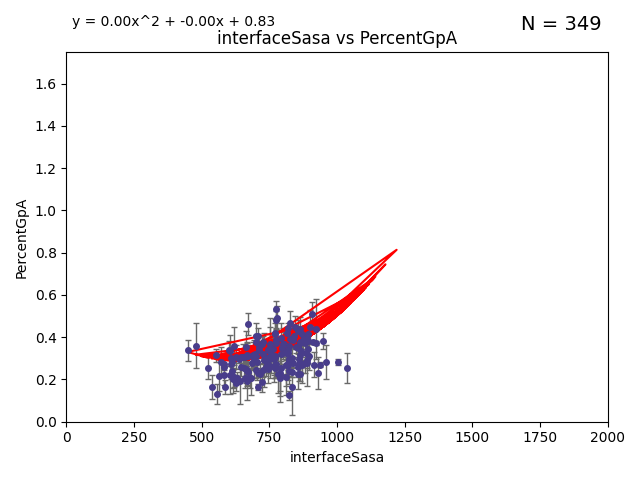 y = 0.00x^2 + -0.00x + 0.83
N = 349
interfaceSasa vs PercentGpA
PercentGpA
1.6
1.4
1.2
1.0
0.8
0.6
0.4
0.2
0.0
0 250 500 750 1000 1250 1500 1750 2000
interfaceSasa